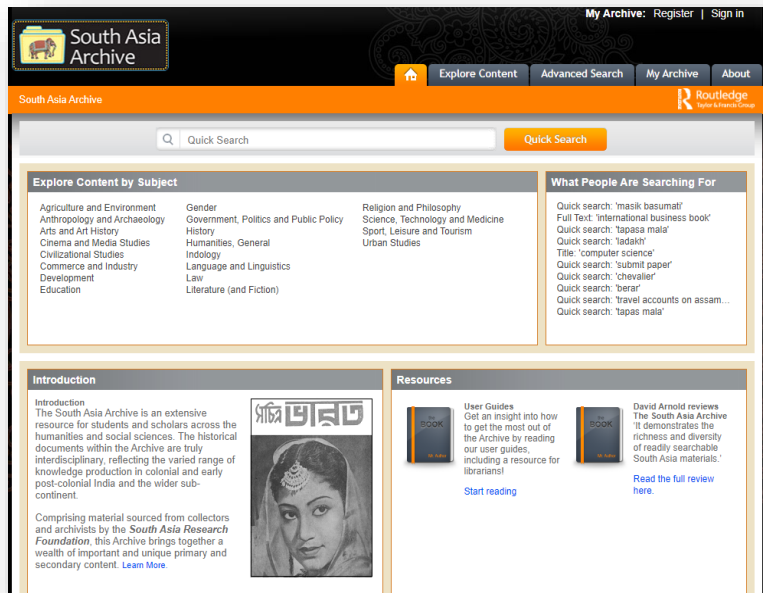 My Archive: Register | Sign in
South Asia
Archive
Explore Content
Advanced Search
My Archive
About
South Asia Archive
Routledge
Taylor & Francis Group
Quick Search
Quick Search
Explore Content by Subject
Agriculture and Environment
Anthropology and Archaeology
Arts and Art History
Cinema and Media Studies
Civilizational Studies
Commerce and Industry
Development
Education
Gender
Government, Politics and Public Policy
History
Humanities, General
Indology
Language and Linguistics
Law
Literature (and Fiction)
Religion and Philosophy
Science, Technology and Medicine
Sport, Leisure and Tourism
Urban Studies
What People Are Searching For
Quick search: 'masik basumati'
Full Text: 'international business book'
Quick search: 'tapasa mala'
Quick search: 'ladakh'
Title: 'computer science'
Quick search: 'submit paper'
Quick search: 'chevalier'
Quick search: 'berar'
Quick search: 'travel accounts on assam...
Quick search: 'tapas mala'
Introduction
Introduction
The South Asia Archive is an extensive
resource for students and scholars across the
humanities and social sciences. The historical
documents within the Archive are truly
interdisciplinary, reflecting the varied range of
knowledge production in colonial and early
post-colonial India and the wider sub-
continent.
Comprising material sourced from collectors
and archivists by the South Asia Research
Foundation, this Archive brings together a
wealth of important and unique primary and
secondary content. Learn More.
সচিত্র ভারত
Resources
BOOK
User Guides
Get an insight into how
to get the most out of
the Archive by reading
our user guides,
including a resource for
librarians!
Start reading
BOOK
David Arnold reviews
The South Asia Archive
'It demonstrates the
richness and diversity
of readily searchable
South Asia materials.'
Read the full review
here.